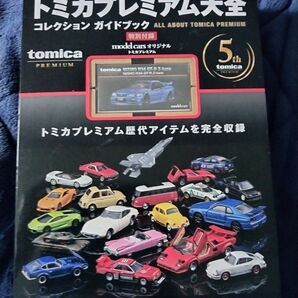 トミカプレミアム大全
コレクション ガイドブック ALL ABOUT TOMICA PREMIUM
特別付録
model cars オリジナル
トミカプレミアム
tomica
PREMIUM
5th
tomica
PREMIUM
model cars
トミカプレミアム歴代アイテムを完全収録